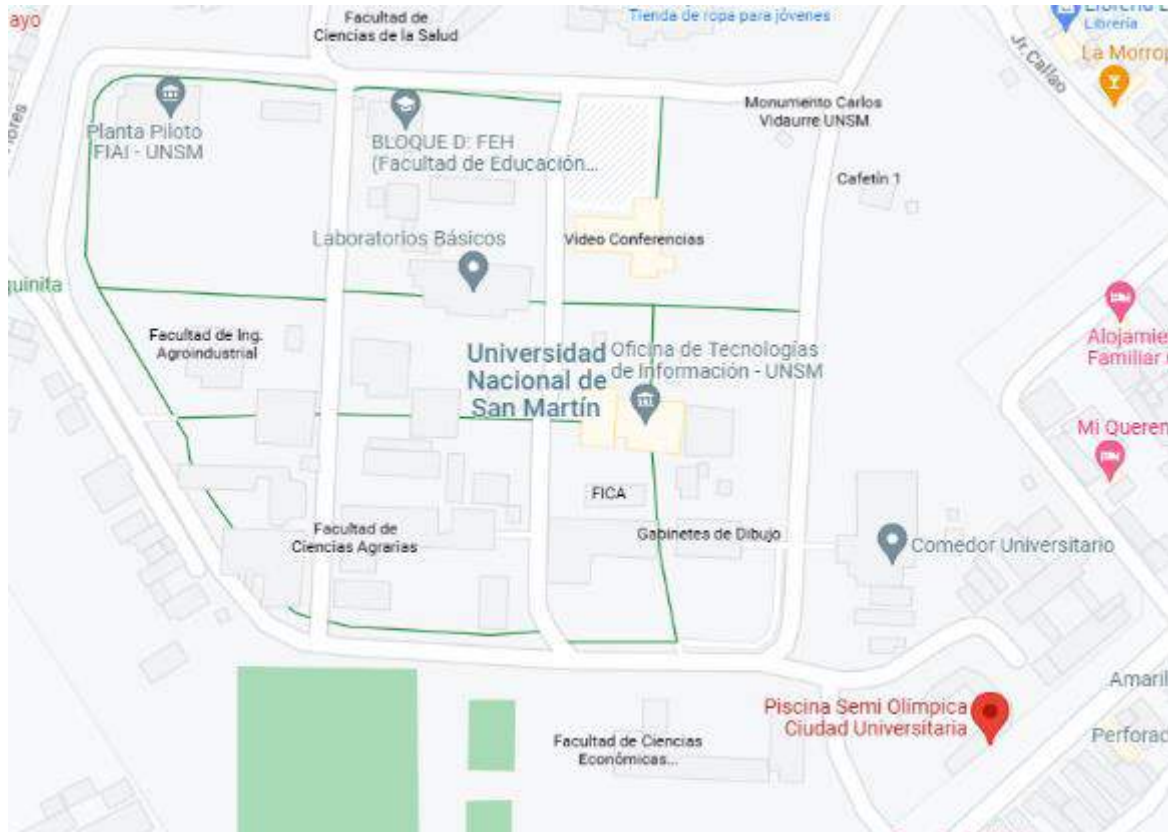 ayo
Facultad de
Ciencias de la Salud
Tienda de ropa para jóvenes
Librería
La Morrop
Jr. Callao
Planta Piloto
FIAI - UNSM
BLOQUE D: FEH
(Facultad de Educación...
Monumento Carlos
Vidaurre UNSM
Cafetín 1
Laboratorios Básicos
Video Conferencias
quinita
Facultad de Ing.
Agroindustrial
Universidad
Nacional de
San Martín
Oficina de Tecnologías
de Información - UNSM
Alojamie
Familiar
Mi Queren
FICA
Facultad de
Ciencias Agrarias
Gabinetes de Dibujo
Comedor Universitario
Piscina Semi Olimpica
Ciudad Universitaria
Amaril
Perforac
Facultad de Ciencias
Económicas...